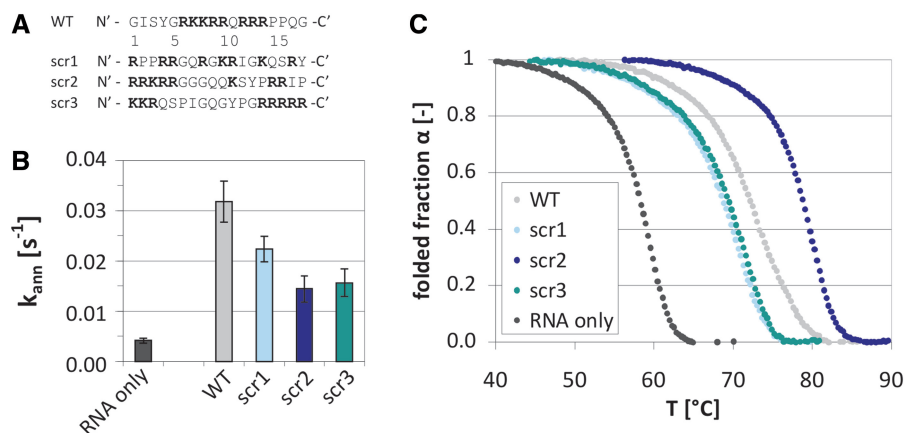 A
WT N' - GISYGRKKRRQRRRPPQG -C'
1 5 10 15
scr1 N' - RPPRRGQRGKRIGKQSRY -C'
scr2 N' - RRKRRGGGQQKSYPRRIP -C'
scr3 N' - KKRQSPIGQGYPGRRRRR -C'
B
kann [s-1]
0.04
0.03
0.02
0.01
0.00
RNA only
WT
scr1
scr2
scr3
C
folded fraction α [-]
1
0.8
0.6
0.4
0.2
0.0
WT
scr1
scr2
scr3
RNA only
40 50 60 70 80 90
T [°C]